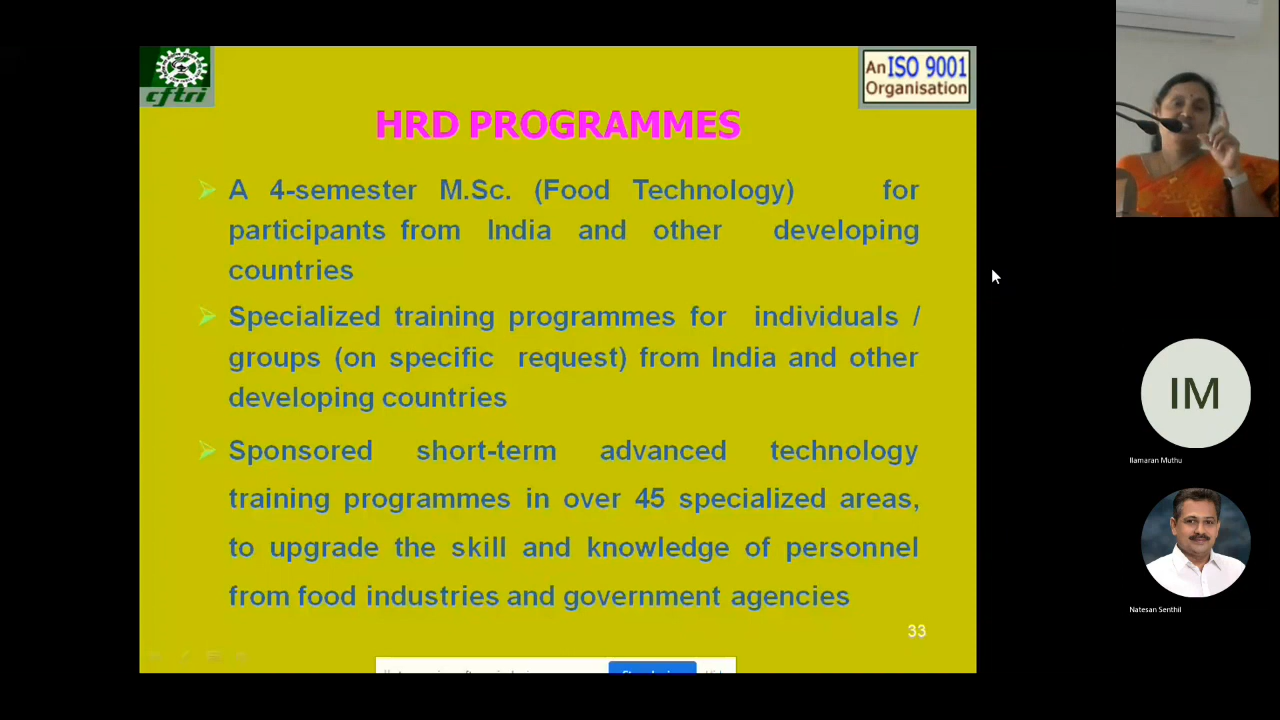 cftri
An ISO 9001
Organisation
HRD PROGRAMMES
A 4-semester M.Sc. (Food Technology) for
participants from India and other developing
countries
Specialized training programmes for individuals /
groups (on specific request) from India and other
developing countries
Sponsored short-term advanced technology
training programmes in over 45 specialized areas,
to upgrade the skill and knowledge of personnel
from food industries and government agencies
33
IM
Ilamaran Muthu
Natesan Senthil